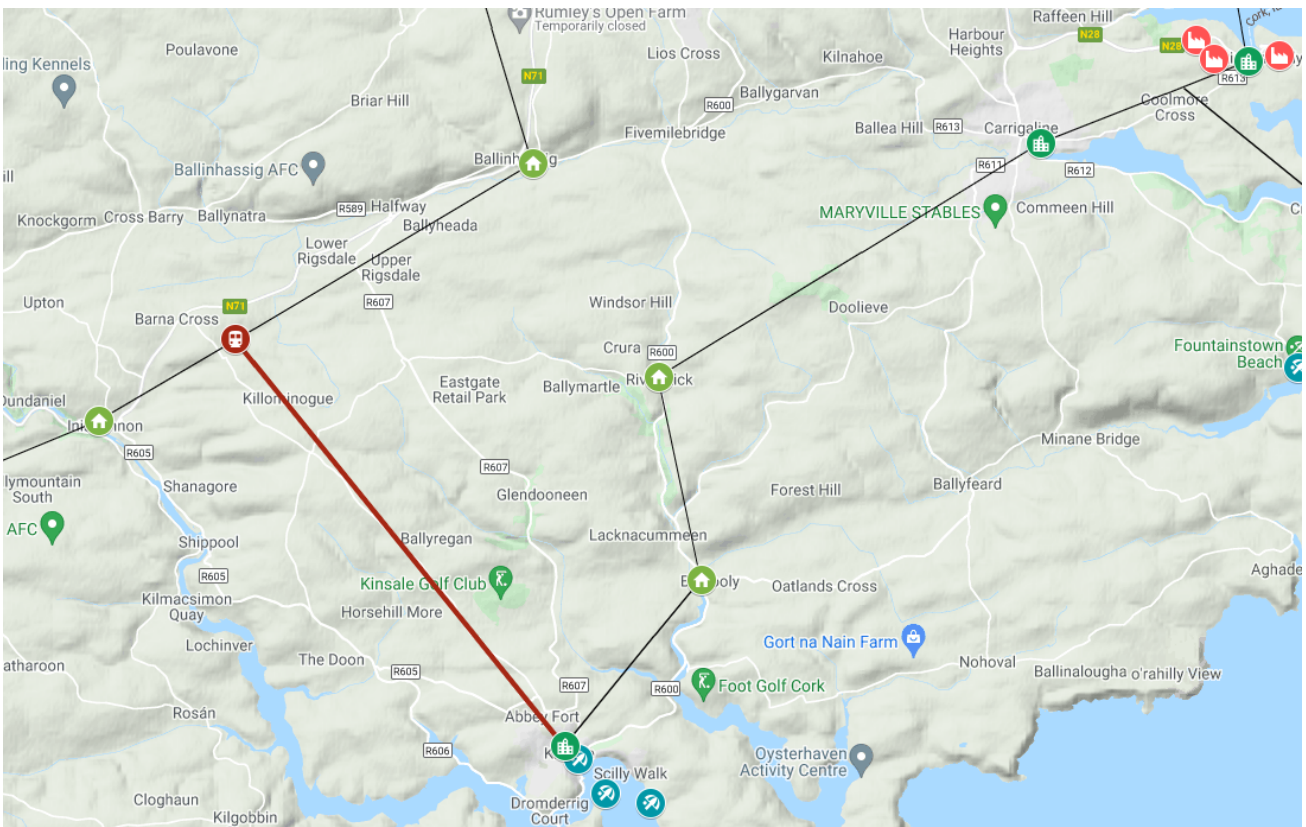 Rumley's Open Farm
Temporarily closed
Raffeen Hill
Cork,
Poulavone
Lios Cross
Kilnahoe
Harbour
Heights
N28
N28
ling Kennels
N71
R613
Briar Hill
R600
Ballygarvan
Coolmore
Cross
Fivemilebridge
Ballea Hill
R613
Carrigaline
Ballinhassig AFC
R611
R612
Knockgorm
Cross Barry
Ballynatra
R589
Halfway
Ballyheada
MARYVILLE STABLES
Commeen Hill
Lower
Rigsdale
Upper
Rigsdale
Upton
N71
R607
Windsor Hill
Doolieve
Barna Cross
Crura
R600
Fountainstown
Beach
Dundaniel
Killominogue
Eastgate
Retail Park
Ballymartle
R605
Minane Bridge
lymountain
South
Shanagore
R607
Glendooneen
Forest Hill
Ballyfeard
AFC
Shippool
Ballyregan
Lacknacummeen
R605
Kinsale Golf Club
Oatlands Cross
Aghade
Kilmacsimon
Quay
Horsehill More
Lochinver
Gort na Nain Farm
atharoon
The Doon
R605
R607
R600
Foot Golf Cork
Nohoval
Ballinalougha o'rahilly View
Rosán
Abbey Fort
R606
Scilly Walk
Oysterhaven
Activity Centre
Cloghaun
Kilgobbin
Dromderrig
Court